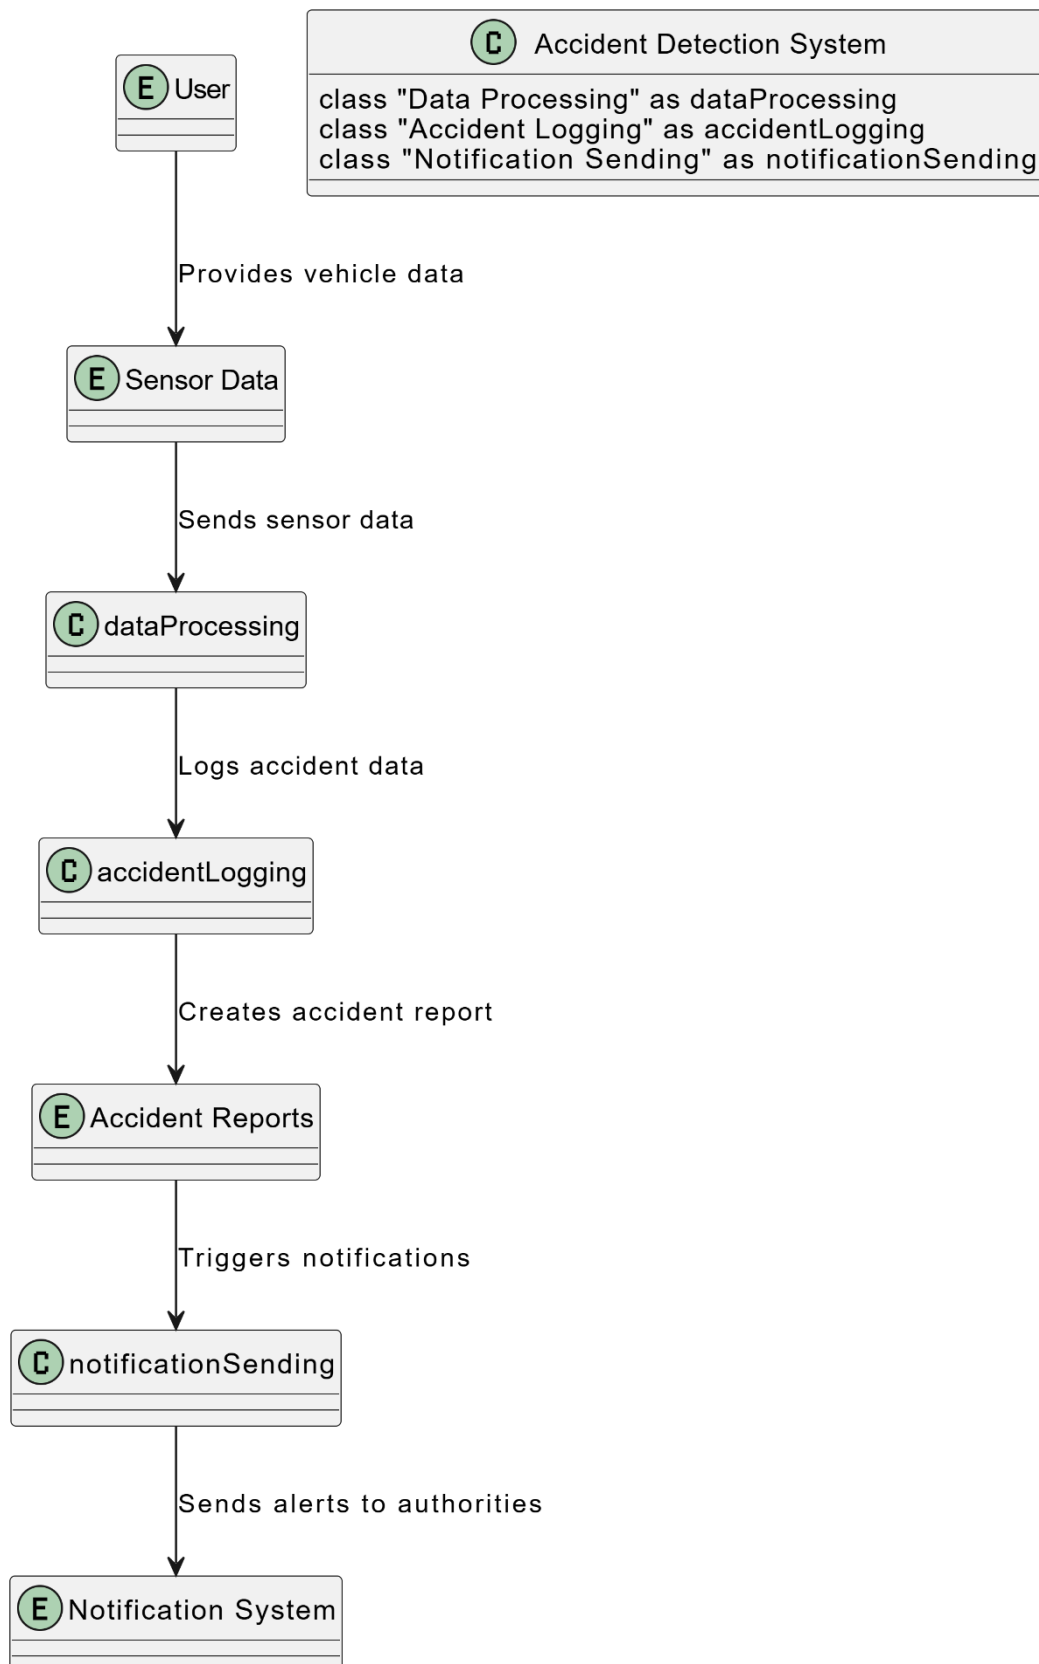 E User
C Accident Detection System
class "Data Processing" as dataProcessing
class "Accident Logging" as accidentLogging
class "Notification Sending" as notificationSending
Provides vehicle data
E Sensor Data
Sends sensor data
C dataProcessing
Logs accident data
C accidentLogging
Creates accident report
E Accident Reports
Triggers notifications
C notificationSending
Sends alerts to authorities
E Notification System